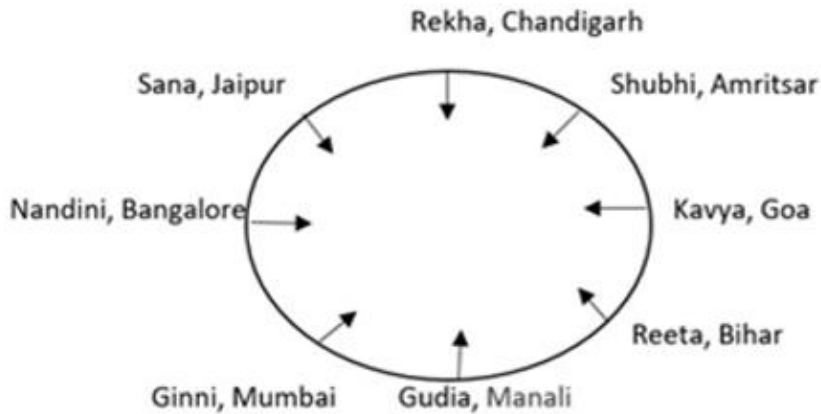 Rekha, Chandigarh
Sana, Jaipur
Shubhi, Amritsar
Nandini, Bangalore
Kavya, Goa
Reeta, Bihar
Ginni, Mumbai
Gudia, Manali